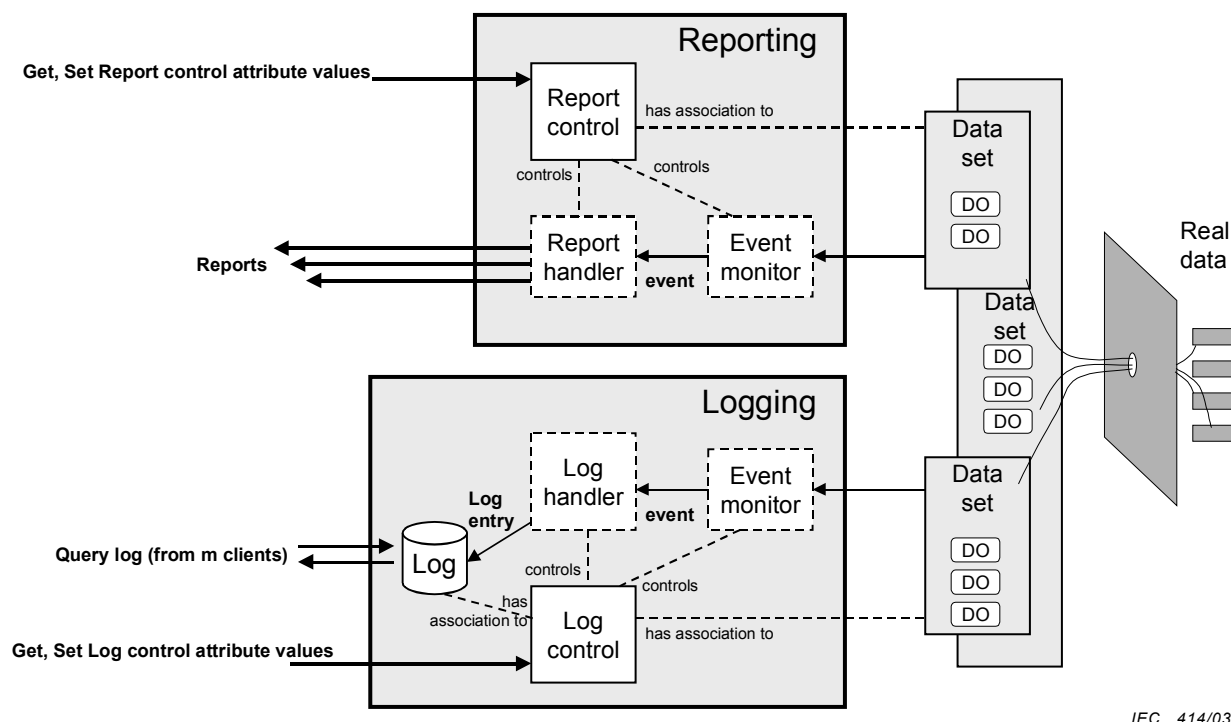 Reporting
Get, Set Report control attribute values
Report
control
has association to
controls
controls
Report
handler
Event
monitor
event
Reports
Data
set
DO
DO
Real
data
Data
set
DO
DO
DO
Logging
Log
handler
Event
monitor
event
Log
entry
Log
Query log (from m clients)
controls
controls
has
association to
Log
control
has association to
Get, Set Log control attribute values
Data
set
DO
DO
DO
IEC 414/03